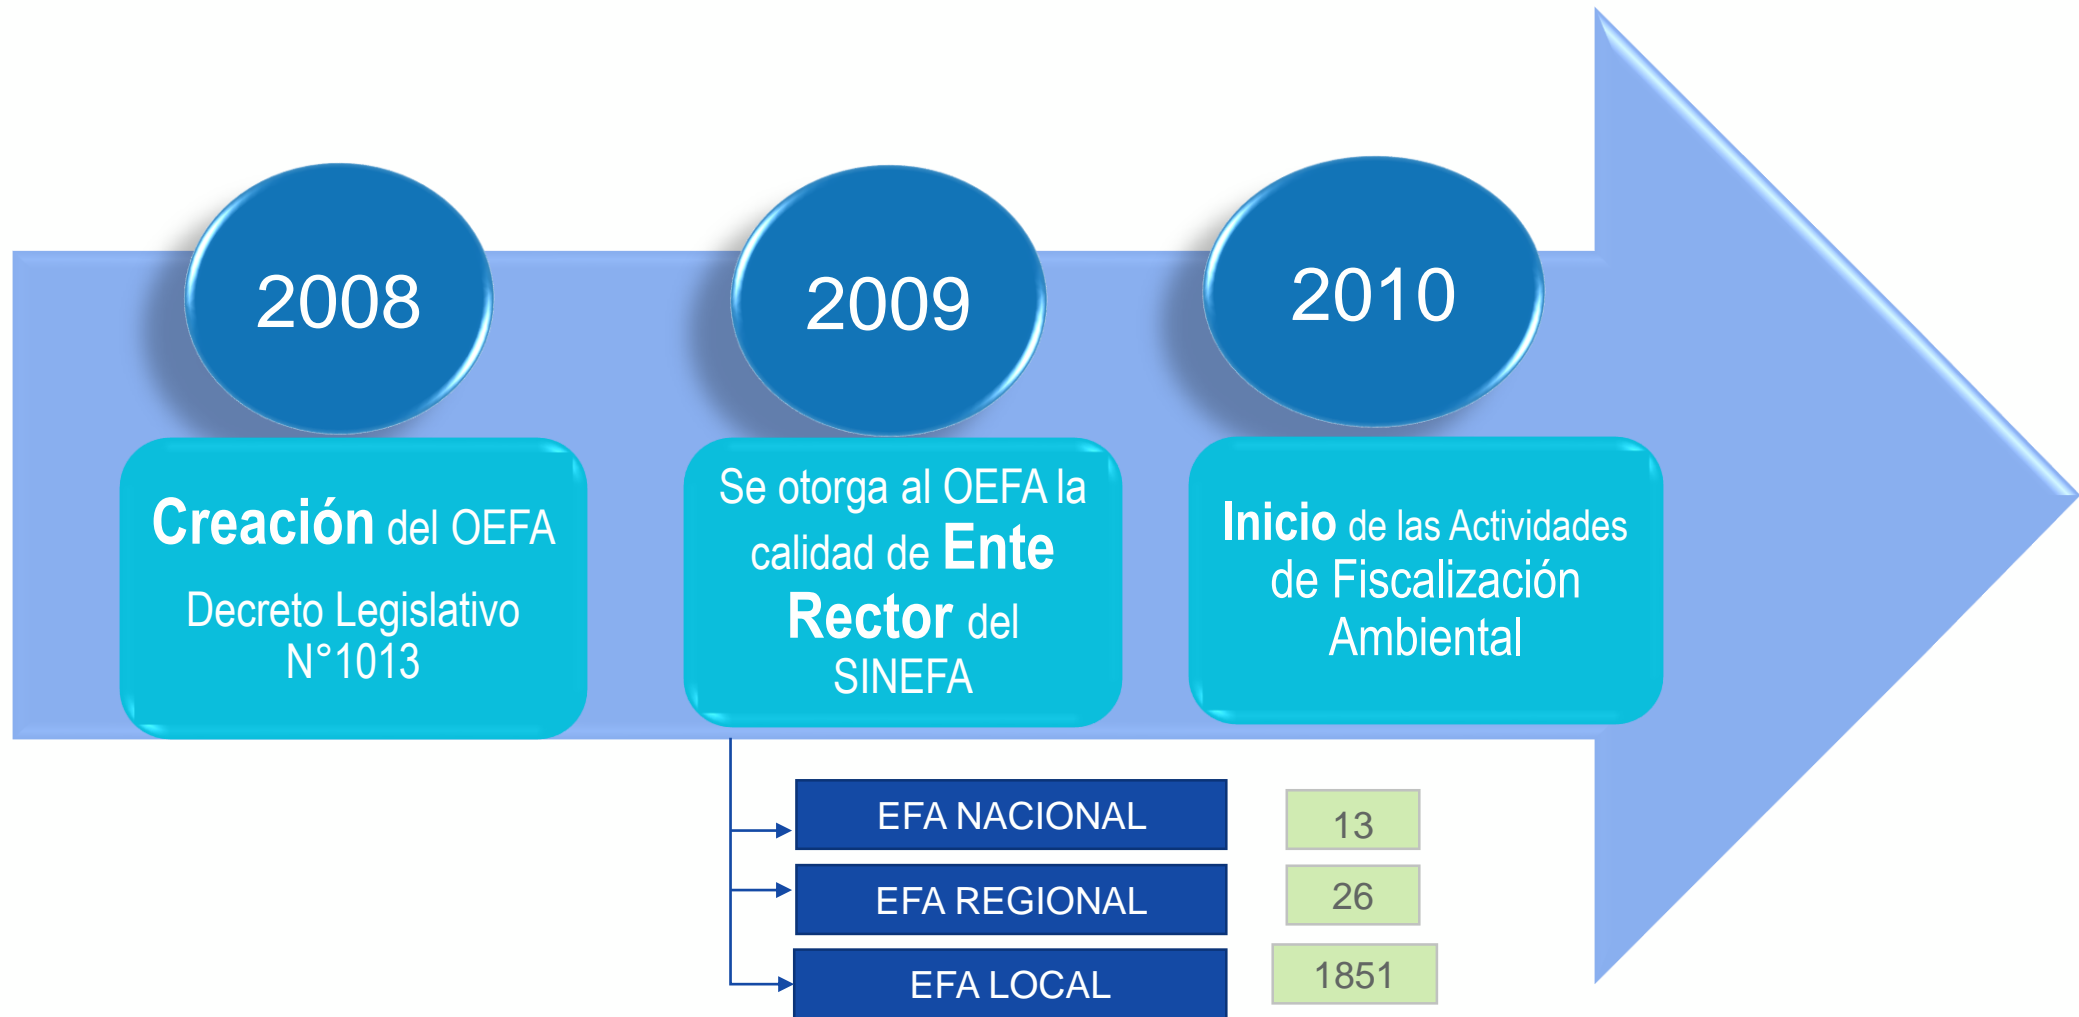 2008
Creación del OEFA
Decreto Legislativo
N°1013
2009
Se otorga al OEFA la
calidad de Ente
Rector del
SINEFA
2010
Inicio de las Actividades
de Fiscalización
Ambiental
EFA NACIONAL 13
EFA REGIONAL 26
EFA LOCAL 1851